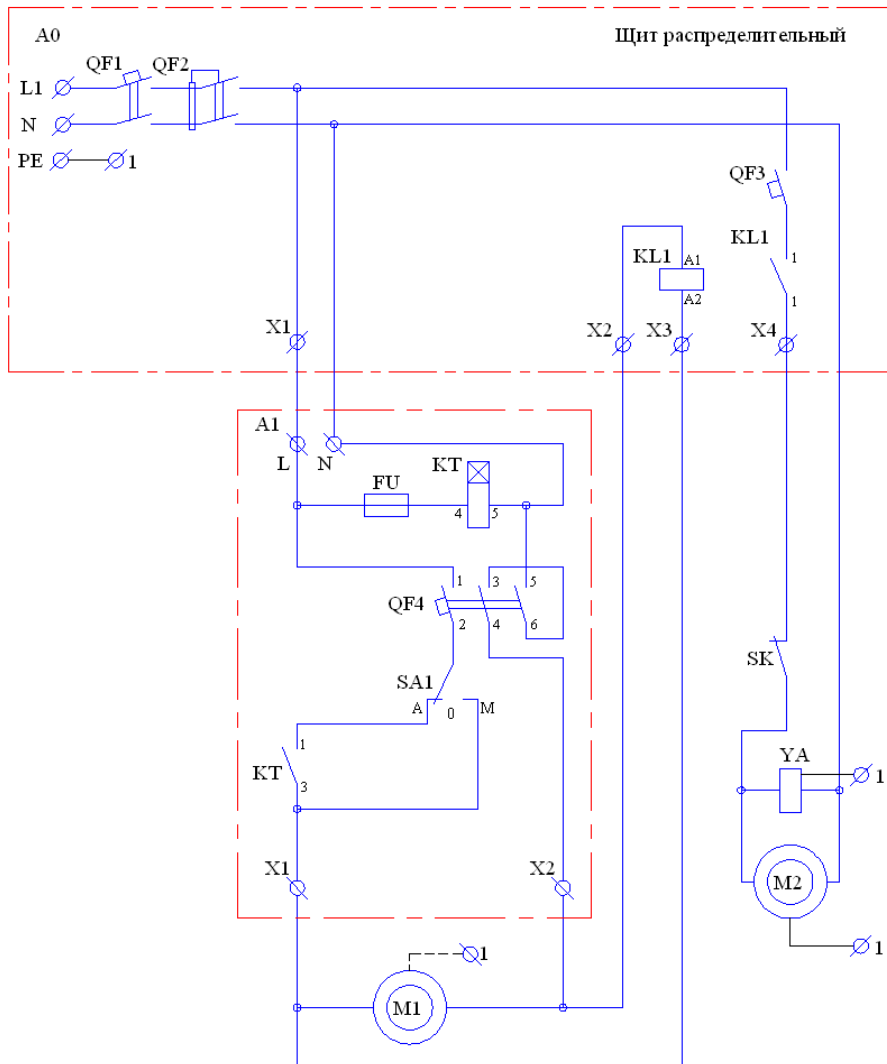 A0 Щит распределительный
QF1 QF2
L1
N
PE 1
QF3
KL1 KL1
A1 1
A2 1
X1 X2 X3 X4
A1
L N KT
FU
4 5
1 3 5
QF4
2 4 6
SK
SA1
A 0 M
1
KT
3
YA
1
X1 X2
M2
1
1
M1